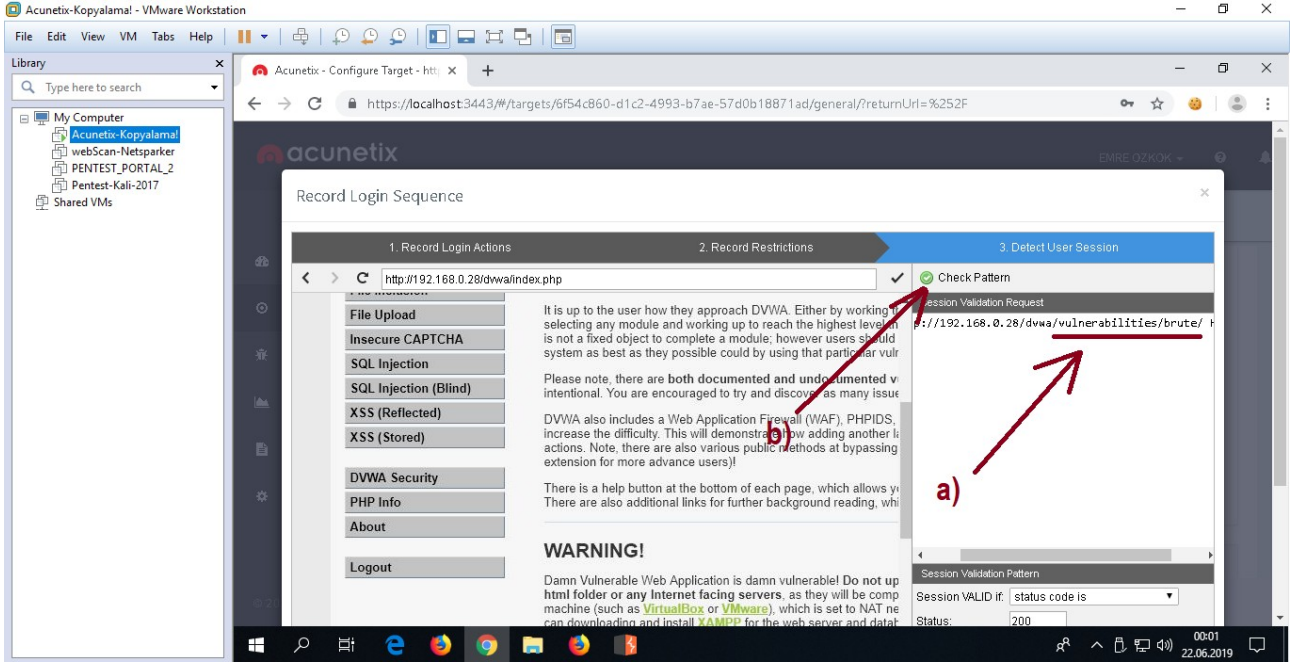 Acunetix-Kopyalama! - VMware Workstation
File Edit View VM Tabs Help
Library
Type here to search
My Computer
Acunetix-Kopyalama!
webScan-Netsparker
PENTEST_PORTAL_2
Pentest-Kali-2017
Shared VMs
Acunetix - Configure Target - htt
https://localhost:3443/#/targets/6f54c860-d1c2-4993-b7ae-57d0b18871ad/general/?returnUrl=%252F
acunetix
EMRE OZKOK
Record Login Sequence
1. Record Login Actions
2. Record Restrictions
3. Detect User Session
http://192.168.0.28/dvwa/index.php
Check Pattern
File Inclusion
File Upload
Insecure CAPTCHA
SQL Injection
SQL Injection (Blind)
XSS (Reflected)
XSS (Stored)
DVWA Security
PHP Info
About
Logout
It is up to the user how they approach DVWA. Either by working
selecting any module and working up to reach the highest level
is not a fixed object to complete a module; however users should
system as best as they possible could by using that particular vulr
Please note, there are both documented and undocumented v
intentional. You are encouraged to try and discover as many issue
DVWA also includes a Web Application Firewall (WAF), PHPIDS,
increase the difficulty. This will demonstrate how adding another la
actions. Note, there are also various public methods at bypassing
extension for more advance users)!
There is a help button at the bottom of each page, which allows y
There are also additional links for further background reading, whi
WARNING!
Damn Vulnerable Web Application is damn vulnerable! Do not up
html folder or any Internet facing servers, as they will be comp
machine (such as VirtualBox or VMware), which is set to NAT ne
can downloading and install XAMPP for the web server and datab
Session Validation Request
p://192.168.0.28/dvwa/vulnerabilities/brute/ H
b)
a)
Session Validation Pattern
Session VALID if: status code is
Status: 200
© 20
00:01
22.06.2019